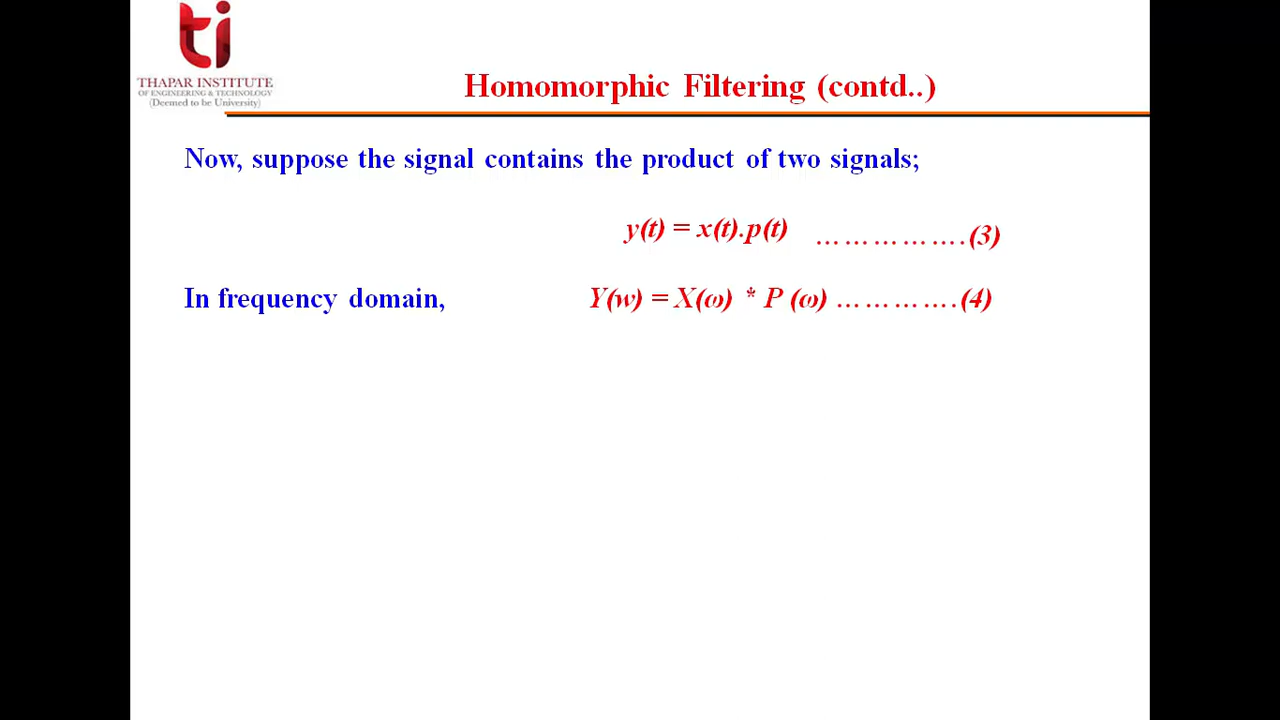 ti
THAPAR INSTITUTE
OF ENGINEERING & TECHNOLOGY
(Deemed to be University)
Homomorphic Filtering (contd..)
Now, suppose the signal contains the product of two signals;
y(t) = x(t).p(t) …………….(3)
In frequency domain, Y(w) = X(ω) * P (ω) ………….(4)